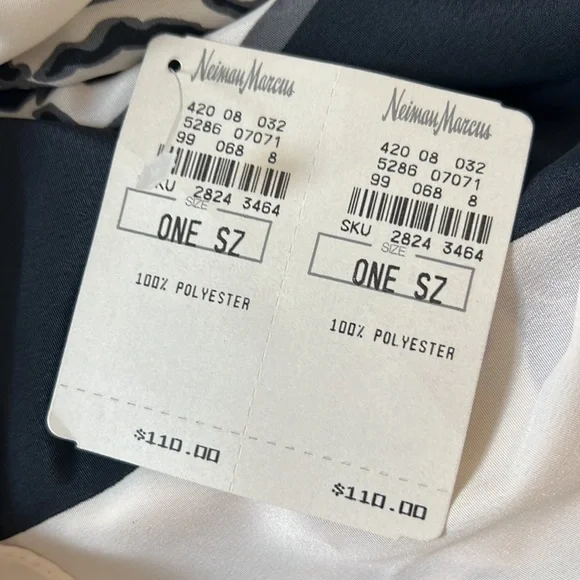 Neiman Marcus
420 08 032
5286 07071
99 068 8
KU 2824 3464
SIZE
ONE SZ
100% POLYESTER
$110.00
Neiman Marcus
420 08 032
5286 07071
99 068 8
SKU 2824 3464
SIZE
ONE SZ
100% POLYESTER
$110.00